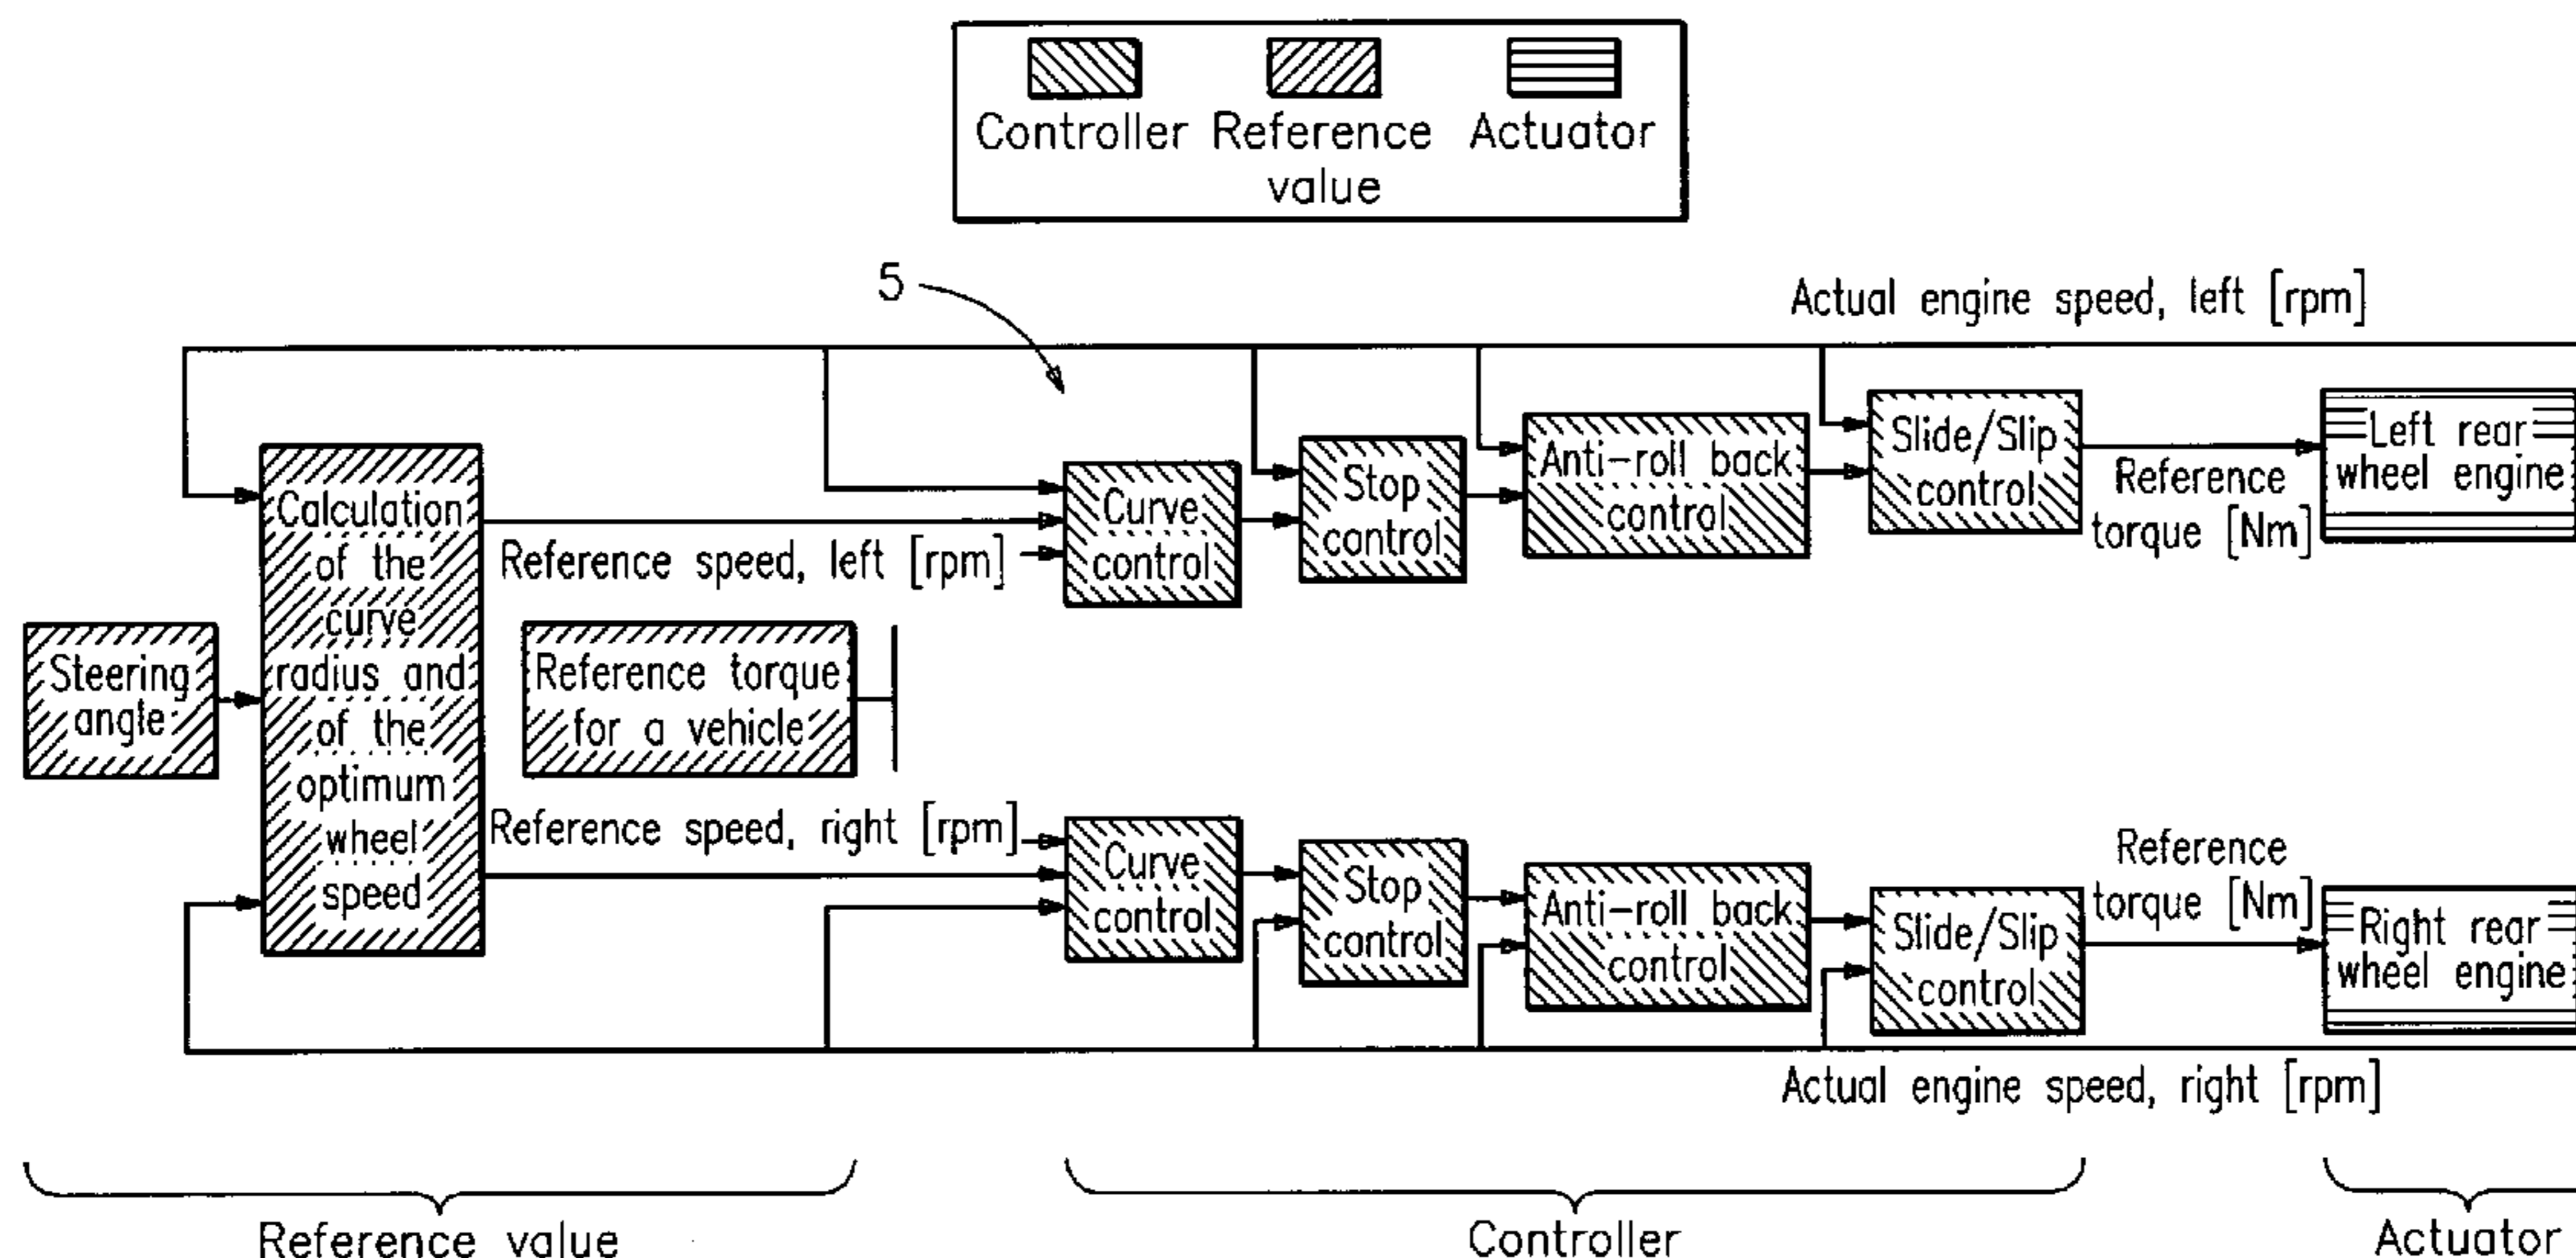 Controller
Reference
value
Actuator
5
Actual engine speed, left [rpm]
Steering
angle
Calculation
of the
curve
radius and
of the
optimum
wheel
speed
Reference speed, left [rpm]
Reference torque
for a vehicle
Reference speed, right [rpm]
Curve
control
Stop
control
Anti-roll back
control
Slide/Slip
control
Reference
torque [Nm]
Left rear
wheel engine
Curve
control
Stop
control
Anti-roll back
control
Slide/Slip
control
Reference
torque [Nm]
Right rear
wheel engine
Actual engine speed, right [rpm]
Reference value
Controller
Actuator